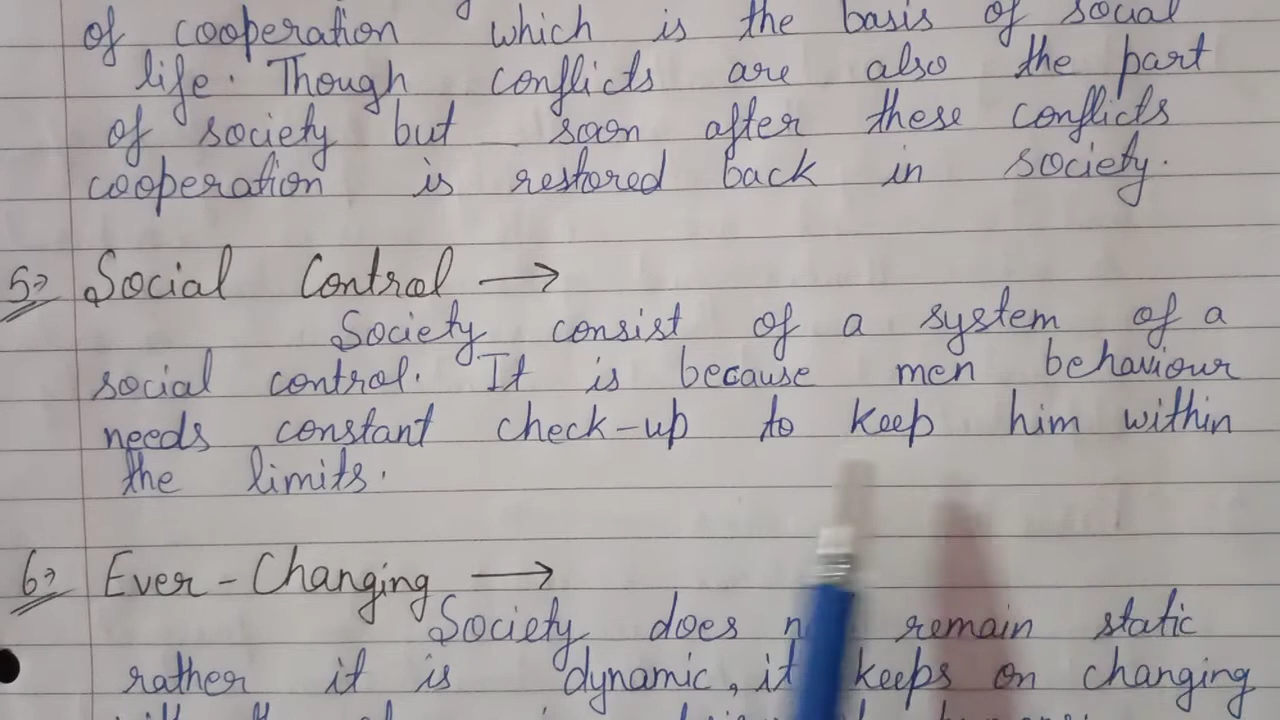 of cooperation which is the basis of social
life. Though conflicts are also the part
of society but soon after these conflicts
cooperation is restored back in society.
5) Social Control →
Society consist of a system of a
social control. It is because men behaviour
needs constant check-up to keep him within
the limits.
6) Ever-Changing →
Society does remain static
rather it is dynamic, it keeps on changing